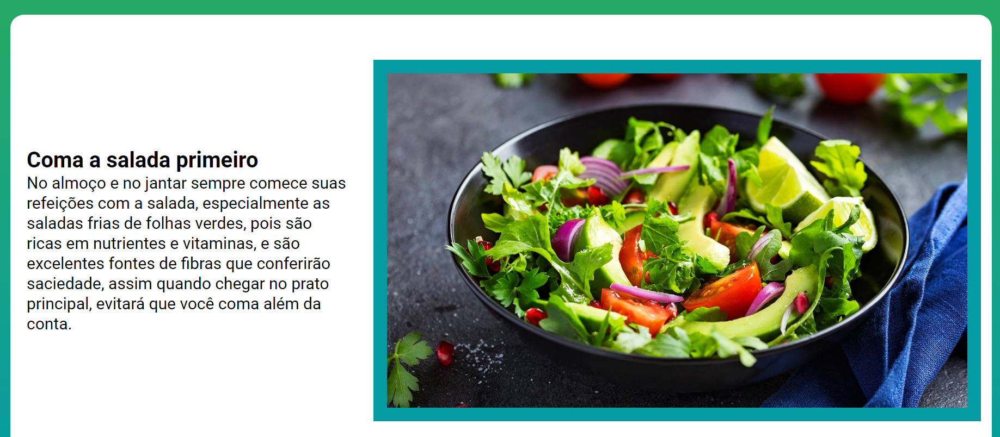 Coma a salada primeiro
No almoço e no jantar sempre comece suas
refeições com a salada, especialmente as
saladas frias de folhas verdes, pois são
ricas em nutrientes e vitaminas, e são
excelentes fontes de fibras que conferirão
saciedade, assim quando chegar no prato
principal, evitará que você coma além da
conta.